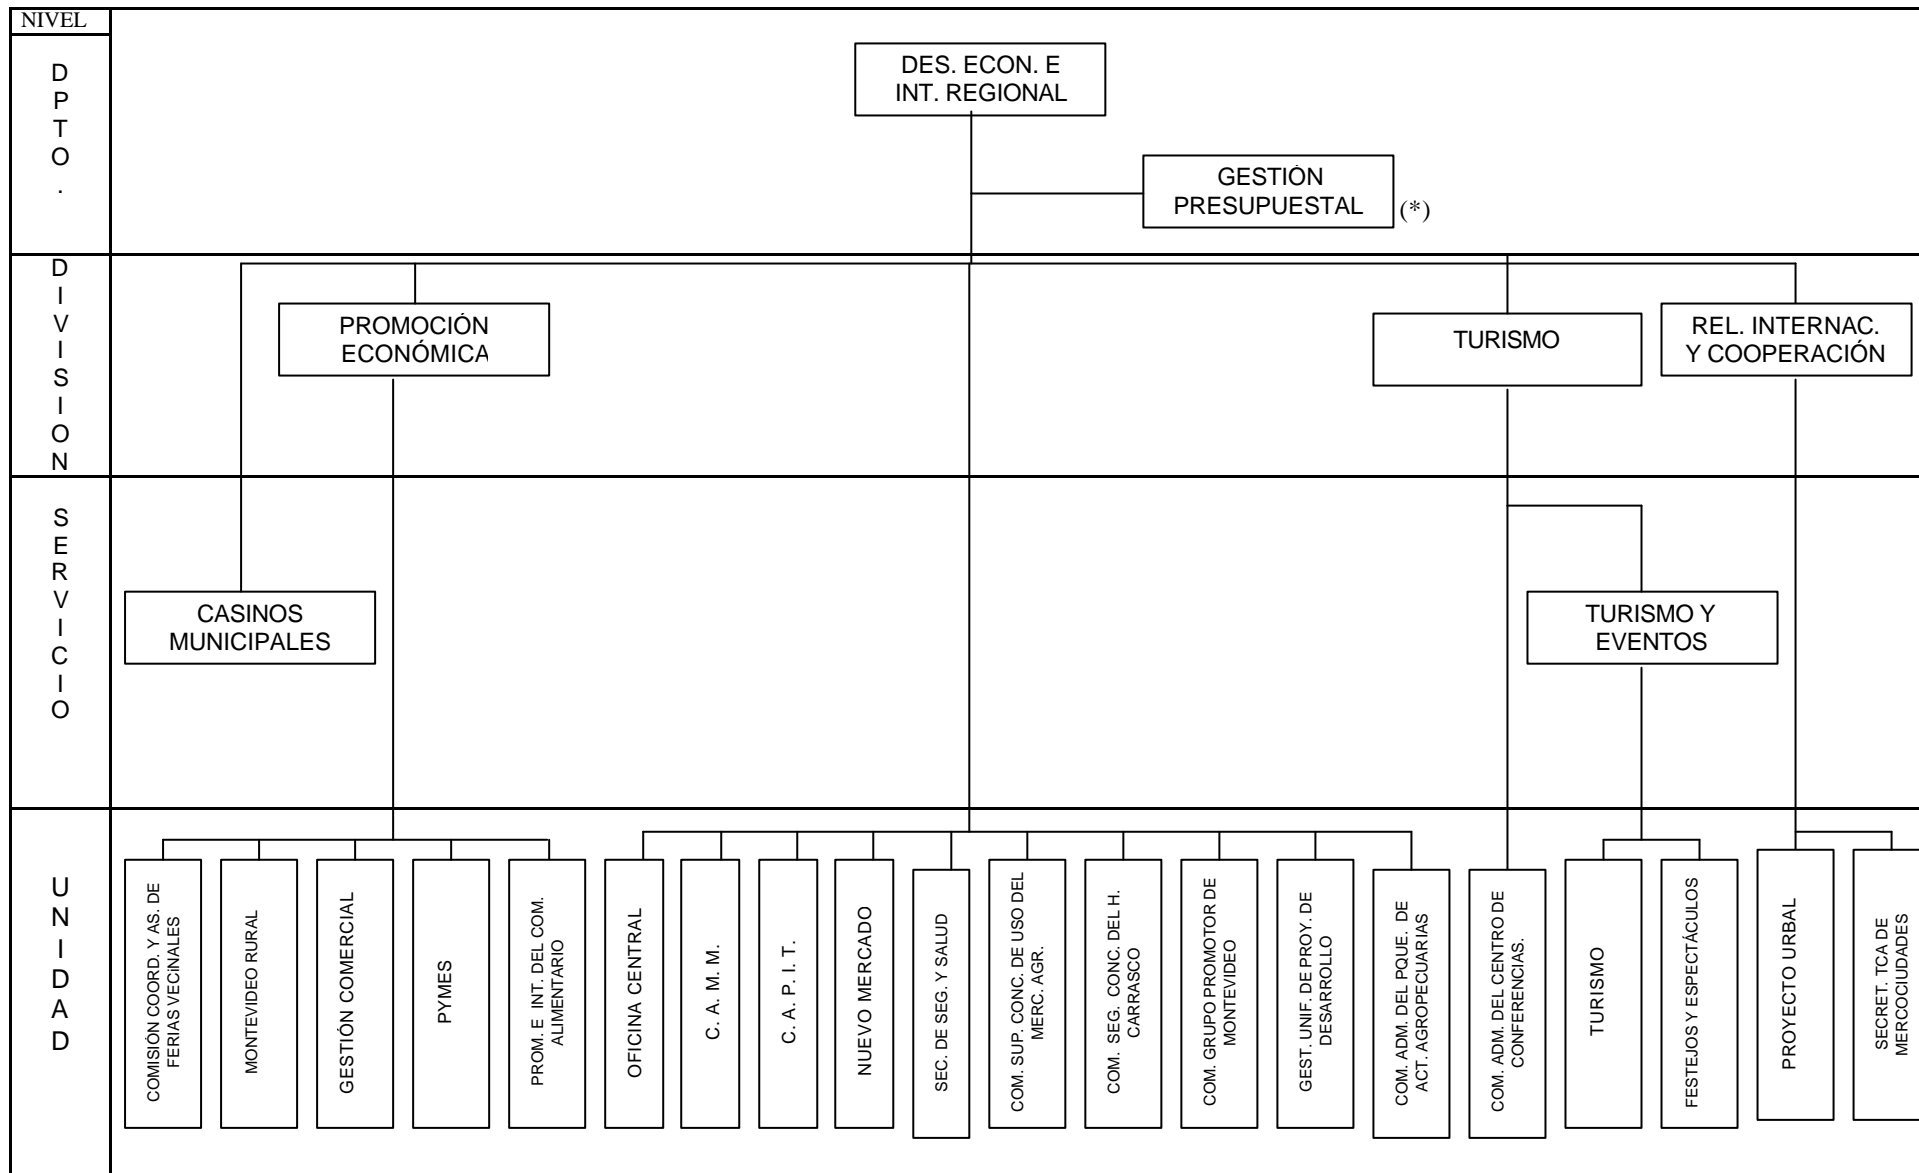 NIVEL
DPTO.
DES. ECON. E
INT. REGIONAL
GESTIÓN
PRESUPUESTAL
(*)
DIVISION
PROMOCIÓN
ECONÓMICA
TURISMO
REL. INTERNAC.
Y COOPERACIÓN
SERVICIO
CASINOS
MUNICIPALES
TURISMO Y
EVENTOS
UNIDAD
COMISIÓN COORD. Y AS. DE
FERIAS VECINALES
MONTEVIDEO RURAL
GESTIÓN COMERCIAL
PYMES
PROM. E INT. DEL COM.
ALIMENTARIO
OFICINA CENTRAL
C. A. M. M.
C. A. P. I. T.
NUEVO MERCADO
SEC. DE SEG. Y SALUD
COM. SUP. CONC. DE USO DEL
MERC. AGR.
COM. SEG. CONC. DEL H.
CARRASCO
COM. GRUPO PROMOTOR DE
MONTEVIDEO
GEST. UNIF. DE PROY. DE
DESARROLLO
COM. ADM. DEL PQUE. DE
ACT. AGROPECUARIAS
COM. ADM. DEL CENTRO DE
CONFERENCIAS.
TURISMO
FESTEJOS Y ESPECTÁCULOS
PROYECTO URBAL
SECRET. TCA DE
MERCOCIUDADES